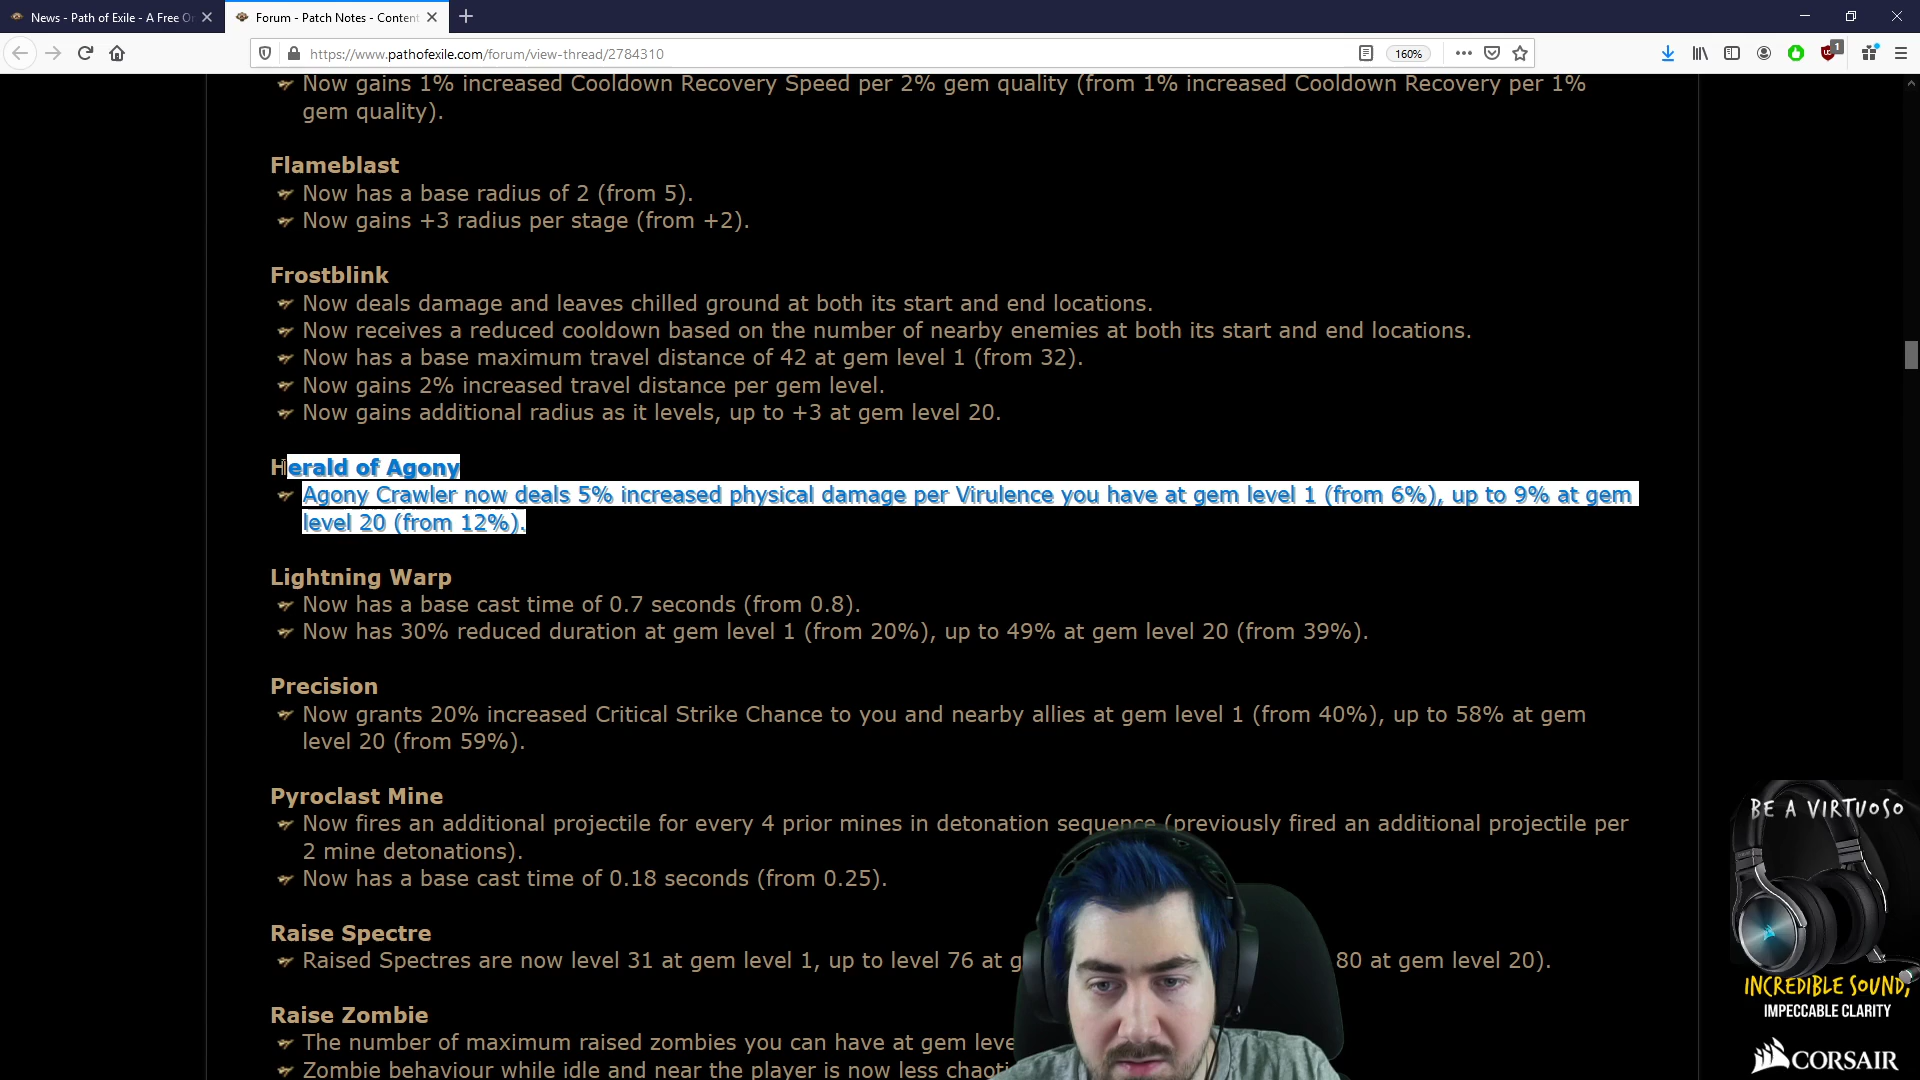 News - Path of Exile - A Free O
Forum - Patch Notes - Content
https://www.pathofexile.com/forum/view-thread/2784310
160%
1
Now gains 1% increased Cooldown Recovery Speed per 2% gem quality (from 1% increased Cooldown Recovery per 1%
gem quality).
Flameblast
Now has a base radius of 2 (from 5).
Now gains +3 radius per stage (from +2).
Frostblink
Now deals damage and leaves chilled ground at both its start and end locations.
Now receives a reduced cooldown based on the number of nearby enemies at both its start and end locations.
Now has a base maximum travel distance of 42 at gem level 1 (from 32).
Now gains 2% increased travel distance per gem level.
Now gains additional radius as it levels, up to +3 at gem level 20.
Herald of Agony
Agony Crawler now deals 5% increased physical damage per Virulence you have at gem level 1 (from 6%), up to 9% at gem
level 20 (from 12%).
Lightning Warp
Now has a base cast time of 0.7 seconds (from 0.8).
Now has 30% reduced duration at gem level 1 (from 20%), up to 49% at gem level 20 (from 39%).
Precision
Now grants 20% increased Critical Strike Chance to you and nearby allies at gem level 1 (from 40%), up to 58% at gem
level 20 (from 59%).
Pyroclast Mine
Now fires an additional projectile for every 4 prior mines in detonation sequence (previously fired an additional projectile per
2 mine detonations).
Now has a base cast time of 0.18 seconds (from 0.25).
Raise Spectre
Raised Spectres are now level 31 at gem level 1, up to level 76 at g 80 at gem level 20).
Raise Zombie
The number of maximum raised zombies you can have at gem leve
Zombie behaviour while idle and near the player is now less chaoti
BE A VIRTUOSO
INCREDIBLE SOUND,
IMPECCABLE CLARITY
CORSAIR